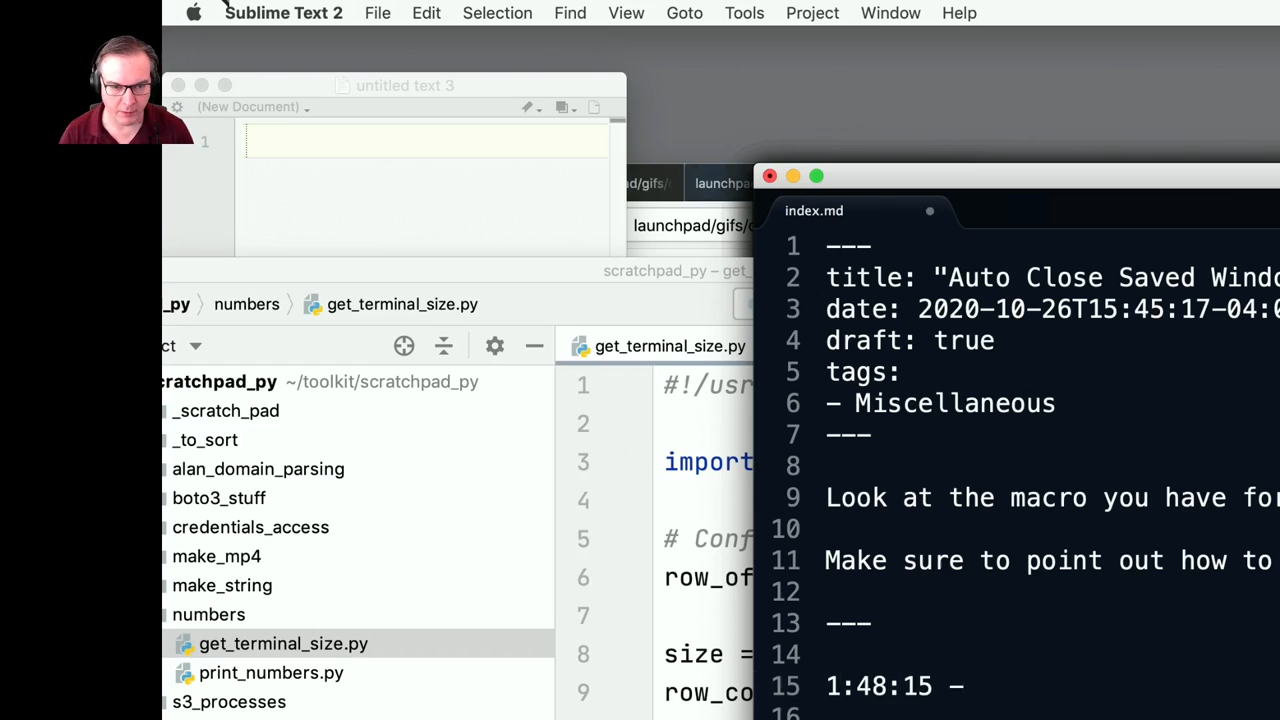 Sublime Text 2 File Edit Selection Find View Goto Tools Project Window Help
untitled text 3
(New Document)
1
d/gifs/
launchpa
launchpad/gifs/
scratchpad_py – get_
_py numbers get_terminal_size.py
ct
cratchpad_py ~/toolkit/scratchpad_py
_scratch_pad
_to_sort
alan_domain_parsing
boto3_stuff
credentials_access
make_mp4
make_string
numbers
get_terminal_size.py
print_numbers.py
s3_processes
get_terminal_size.py
1 #!/usr
2
3 import
4
5 # Conf
6 row_of
7
8 size =
9 row_co
index.md
1 ---
2 title: "Auto Close Saved Windo
3 date: 2020-10-26T15:45:17-04:0
4 draft: true
5 tags:
6 - Miscellaneous
7 ---
8
9 Look at the macro you have for
10
11 Make sure to point out how to
12
13 ---
14
15 1:48:15 -
16